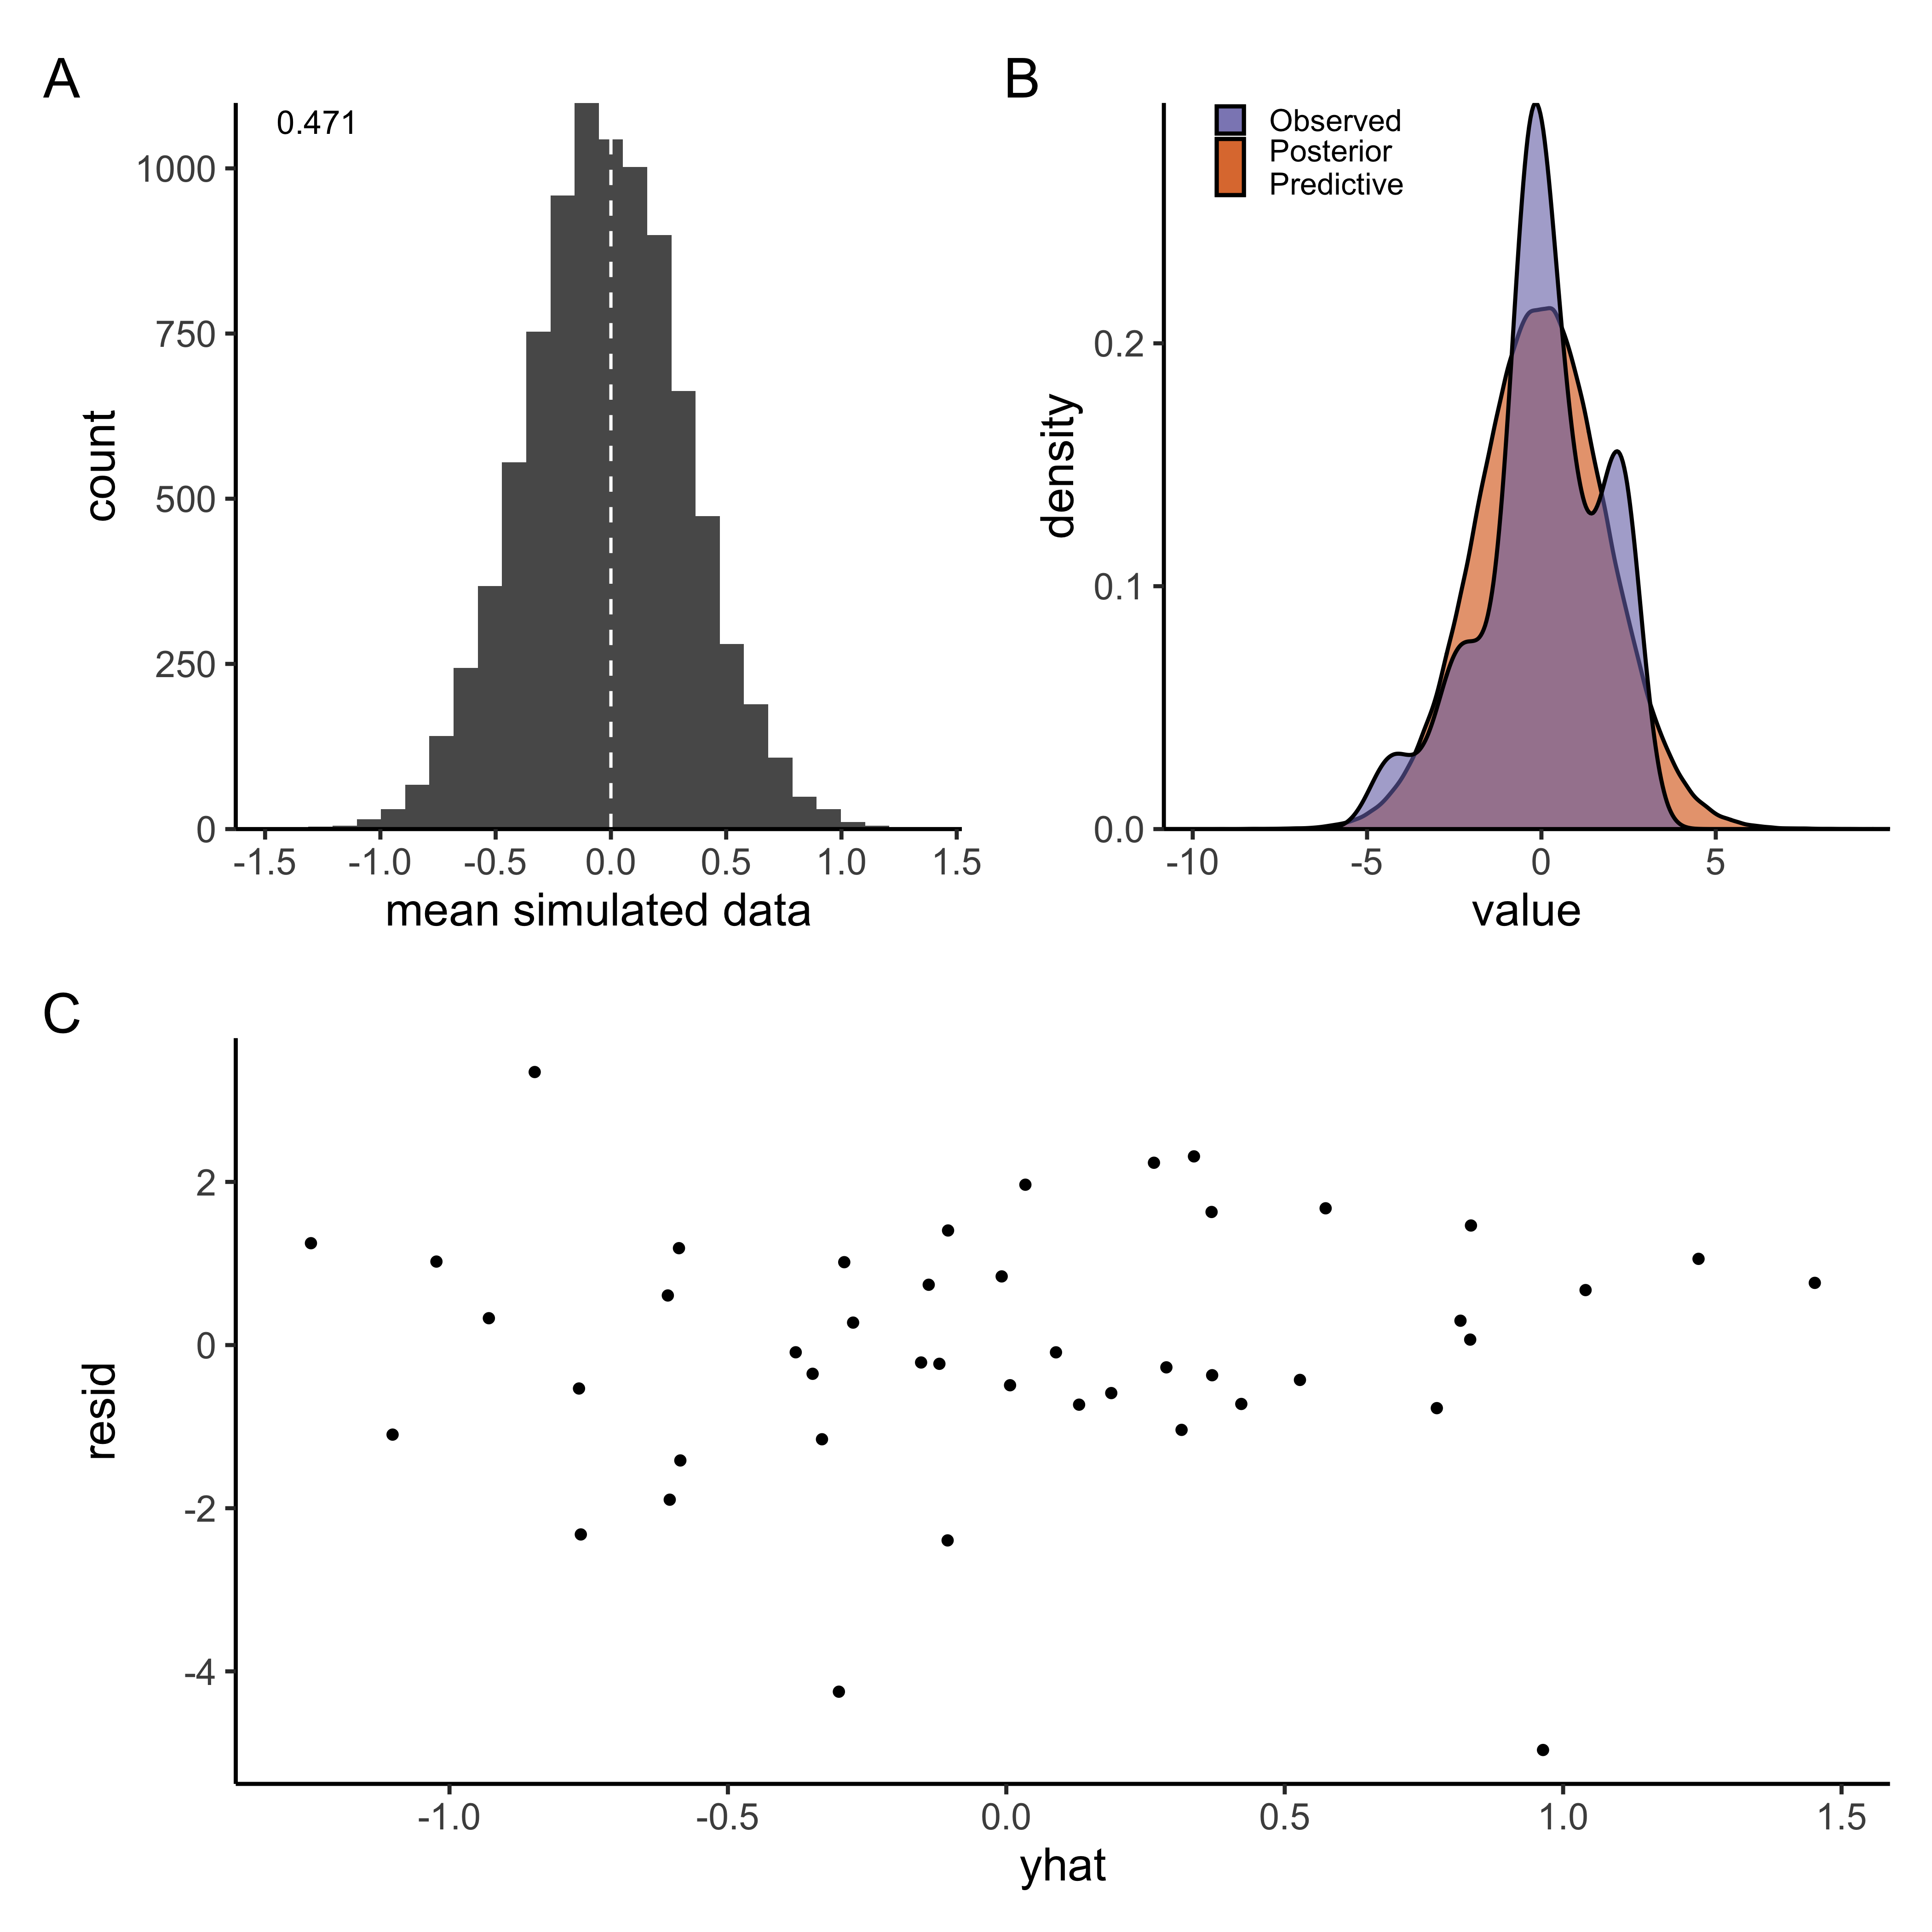 A
0.471
1000
750
500
250
0
count
-1.5 -1.0 -0.5 0.0 0.5 1.0 1.5
mean simulated data
B
Observed
Posterior
Predictive
0.2
0.1
0.0
density
-10 -5 0 5
value
C
2
0
-2
-4
resid
-1.0 -0.5 0.0 0.5 1.0 1.5
yhat